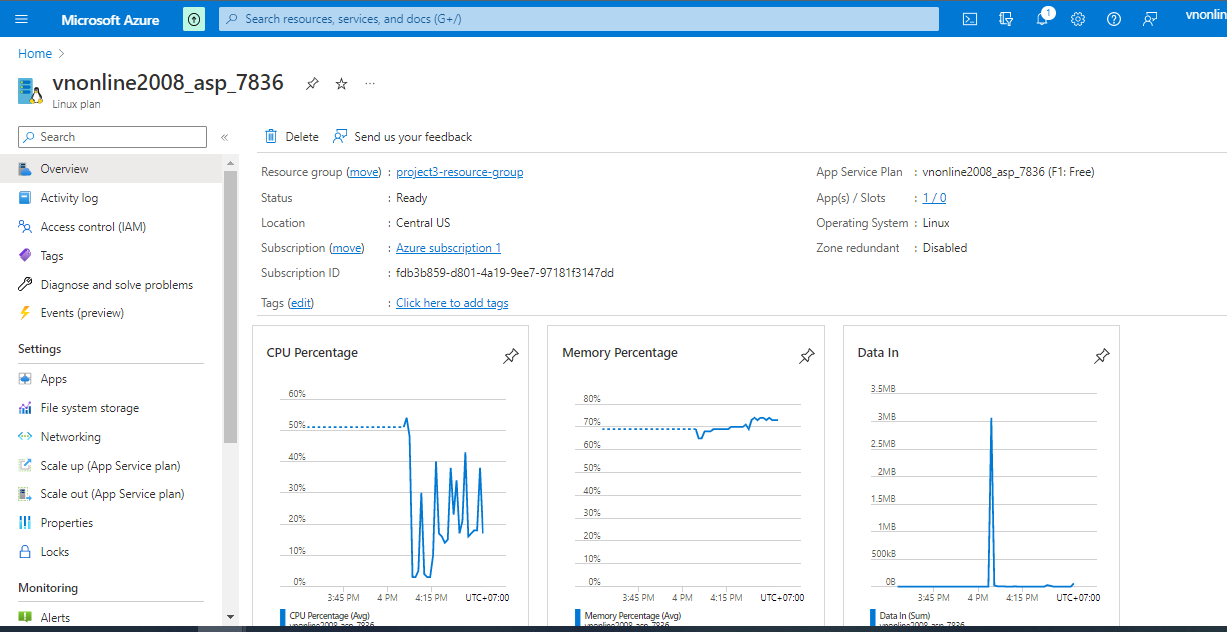 Microsoft Azure
Search resources, services, and docs (G+/)
1
vnonlin
Home
vnonline2008_asp_7836
Linux plan
Search
Overview
Activity log
Access control (IAM)
Tags
Diagnose and solve problems
Events (preview)
Settings
Apps
File system storage
Networking
Scale up (App Service plan)
Scale out (App Service plan)
Properties
Locks
Monitoring
Alerts
Delete
Send us your feedback
Resource group (move) : project3-resource-group
Status : Ready
Location : Central US
Subscription (move) : Azure subscription 1
Subscription ID : fdb3b859-d801-4a19-9ee7-97181f3147dd
Tags (edit) : Click here to add tags
App Service Plan : vnonline2008_asp_7836 (F1: Free)
App(s) / Slots : 1 / 0
Operating System : Linux
Zone redundant : Disabled
CPU Percentage
60%
50%
40%
30%
20%
10%
0%
3:45 PM 4 PM 4:15 PM UTC+07:00
CPU Percentage (Avg)
vnonline2008_asp_7836
Memory Percentage
80%
70%
60%
50%
40%
30%
20%
10%
0%
3:45 PM 4 PM 4:15 PM UTC+07:00
Memory Percentage (Avg)
vnonline2008_asp_7836
Data In
3.5MB
3MB
2.5MB
2MB
1.5MB
1MB
500kB
0B
3:45 PM 4 PM 4:15 PM UTC+07:00
Data In (Sum)
vnonline2008_asp_7836